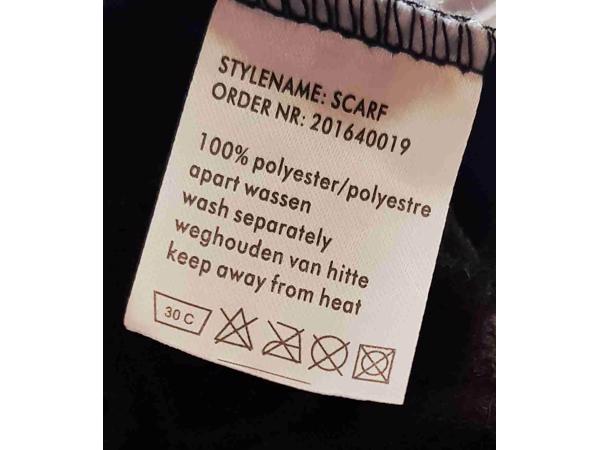 STYLENAME: SCARF
ORDER NR: 201640019
100% polyester/polyestre
apart wassen
wash separately
weghouden van hitte
keep away from heat
30 C